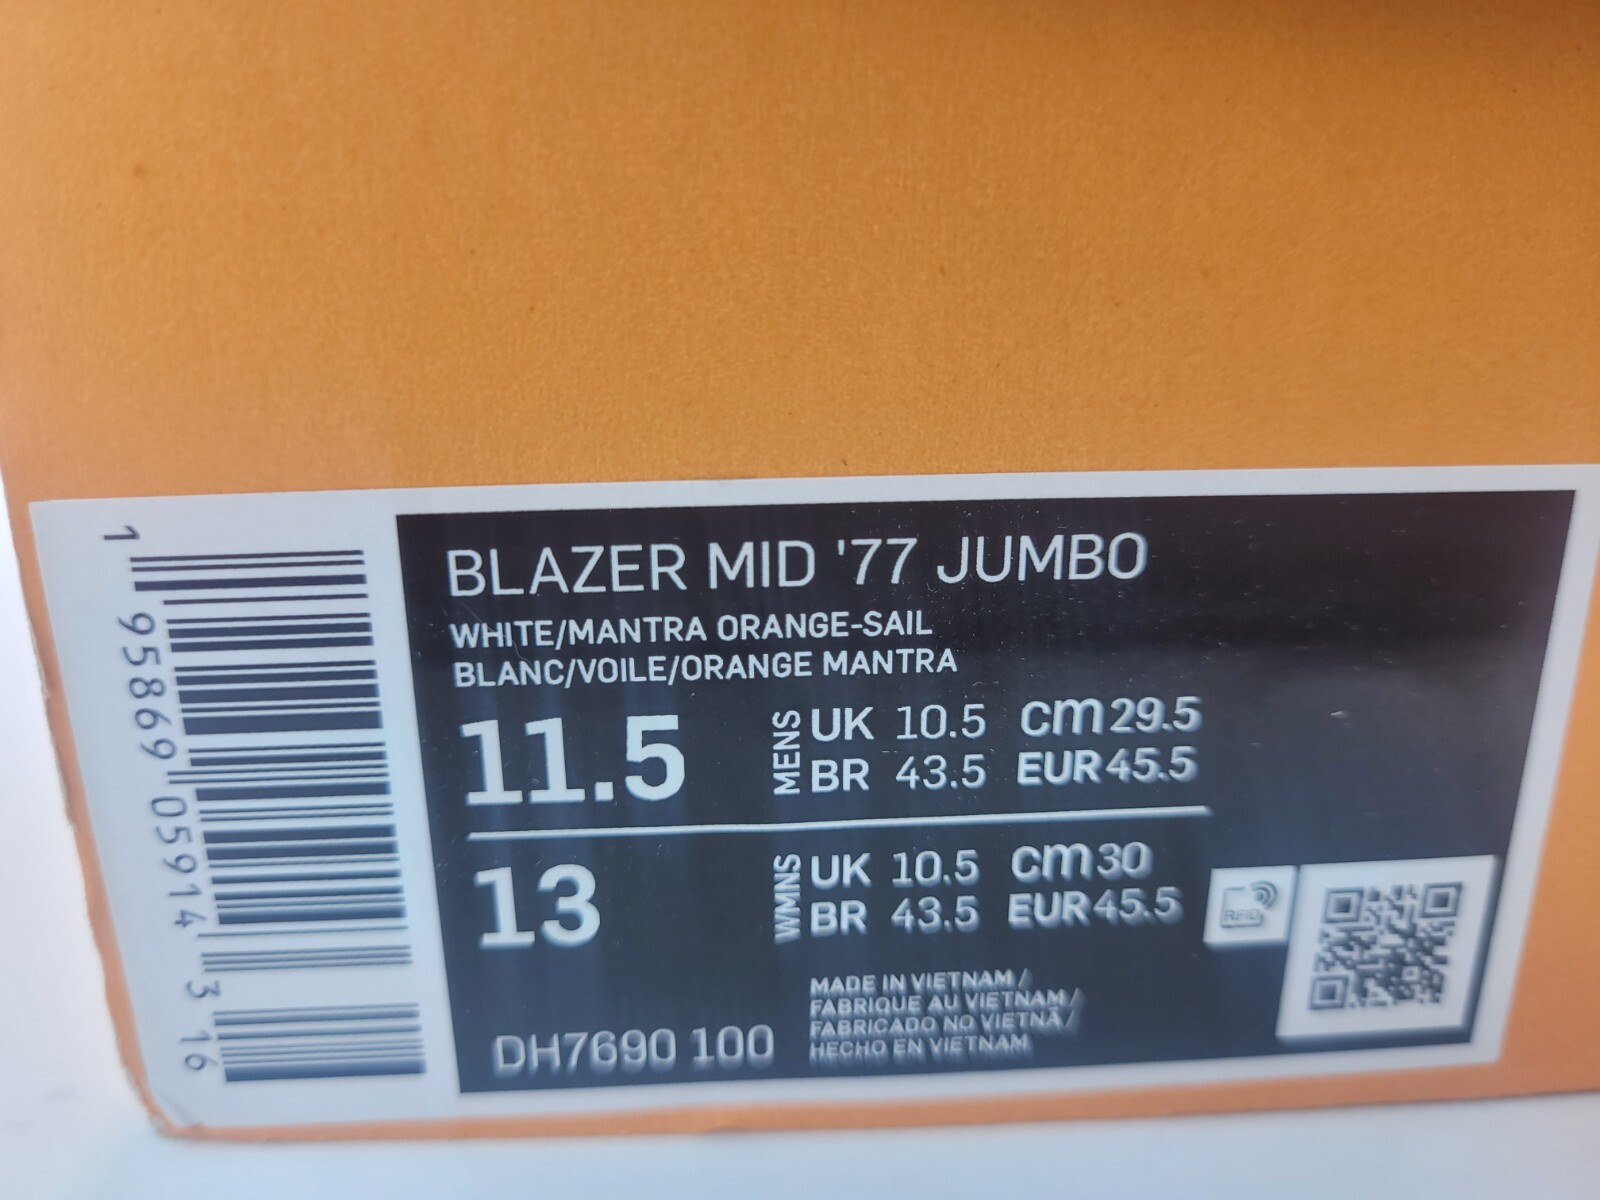 BLAZER MID '77 JUMBO
WHITE/MANTRA ORANGE-SAIL
BLANC/VOILE/ORANGE MANTRA
11.5 MENS UK 10.5 cm 29.5
BR 43.5 EUR 45.5
13 WMNS UK 10.5 cm 30
BR 43.5 EUR 45.5
RFID
DH7690 100
MADE IN VIETNAM /
FABRIQUE AU VIETNAM /
FABRICADO NO VIETNÃ /
HECHO EN VIETNAM
1 95869 05914 3 16